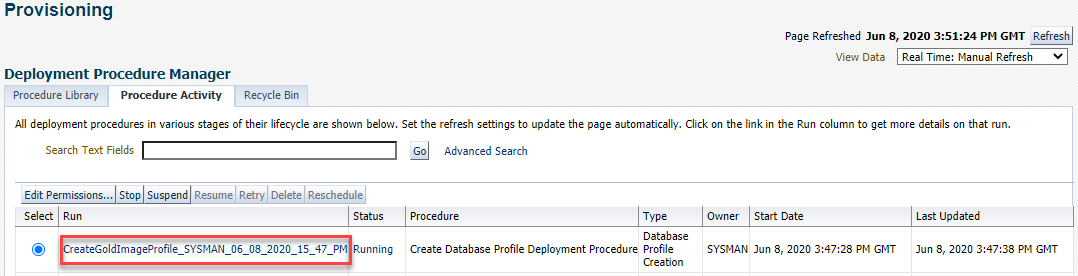 Provisioning
Page Refreshed Jun 8, 2020 3:51:24 PM GMT Refresh
View Data Real Time: Manual Refresh
Deployment Procedure Manager
Procedure Library Procedure Activity Recycle Bin
All deployment procedures in various stages of their lifecycle are shown below. Set the refresh settings to update the page automatically. Click on the link in the Run column to get more details on that run.
Search Text Fields Go Advanced Search
Edit Permissions... Stop Suspend Resume Retry Delete Reschedule
Select Run Status Procedure Type Owner Start Date Last Updated
CreateGoldImageProfile_SYSMAN_06_08_2020_15_47_PM Running Create Database Profile Deployment Procedure Database Profile Creation SYSMAN Jun 8, 2020 3:47:28 PM GMT Jun 8, 2020 3:47:38 PM GMT